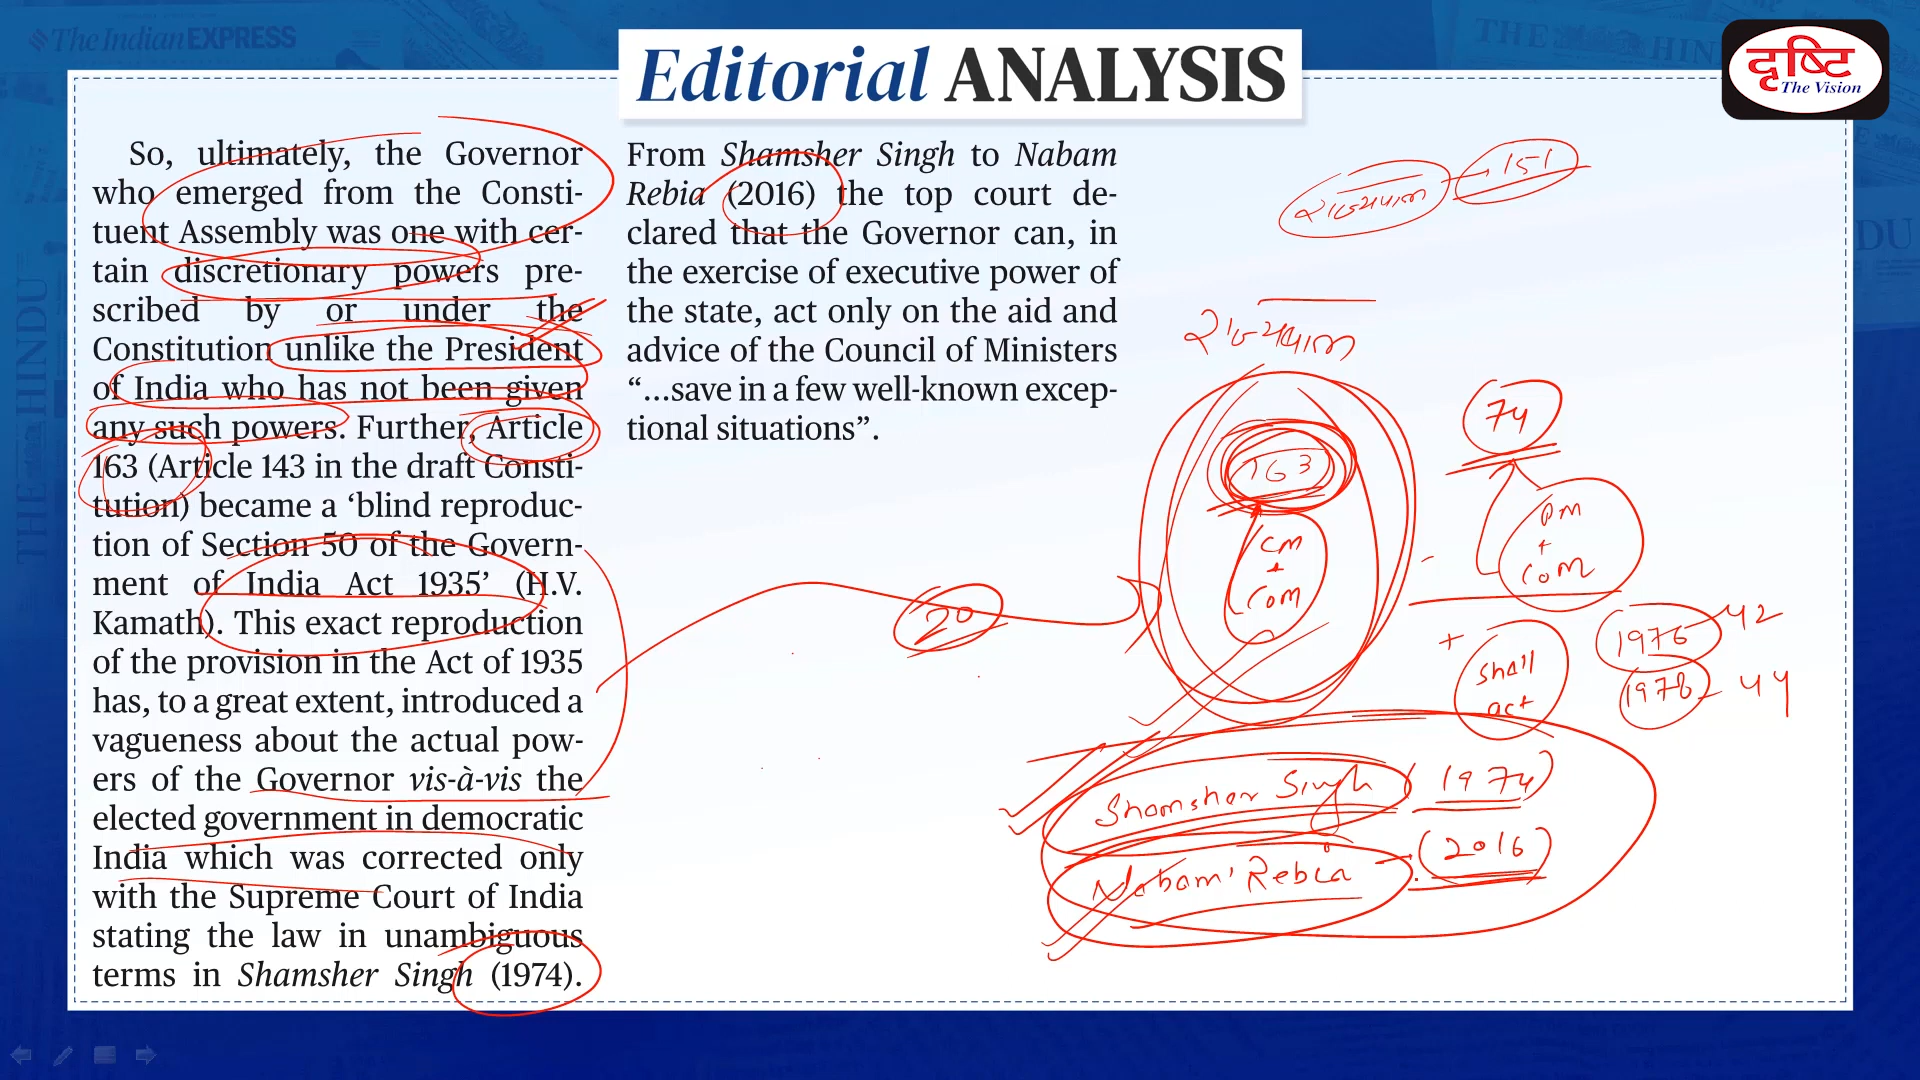 The Indian EXPRESS
Editorial ANALYSIS
दृष्टि
The Vision
So, ultimately, the Governor
who emerged from the Consti-
tuent Assembly was one with cer-
tain discretionary powers pre-
scribed by or under the
Constitution unlike the President
of India who has not been given
any such powers. Further, Article
163 (Article 143 in the draft Consti-
tution) became a ‘blind reproduc-
tion of Section 50 of the Govern-
ment of India Act 1935’ (H.V.
Kamath). This exact reproduction
of the provision in the Act of 1935
has, to a great extent, introduced a
vagueness about the actual pow-
ers of the Governor vis-à-vis the
elected government in democratic
India which was corrected only
with the Supreme Court of India
stating the law in unambiguous
terms in Shamsher Singh (1974).
From Shamsher Singh to Nabam
Rebia (2016) the top court de-
clared that the Governor can, in
the exercise of executive power of
the state, act only on the aid and
advice of the Council of Ministers
“...save in a few well-known excep-
tional situations”.
राज्यपाल 151
राज्यपाल
74
163
PM
+
COM
CM
+
COM
20
+ shall
act
1976 42
1978 44
Shamsher Singh (1974)
Nabam Rebia (2016)
THE HINDU